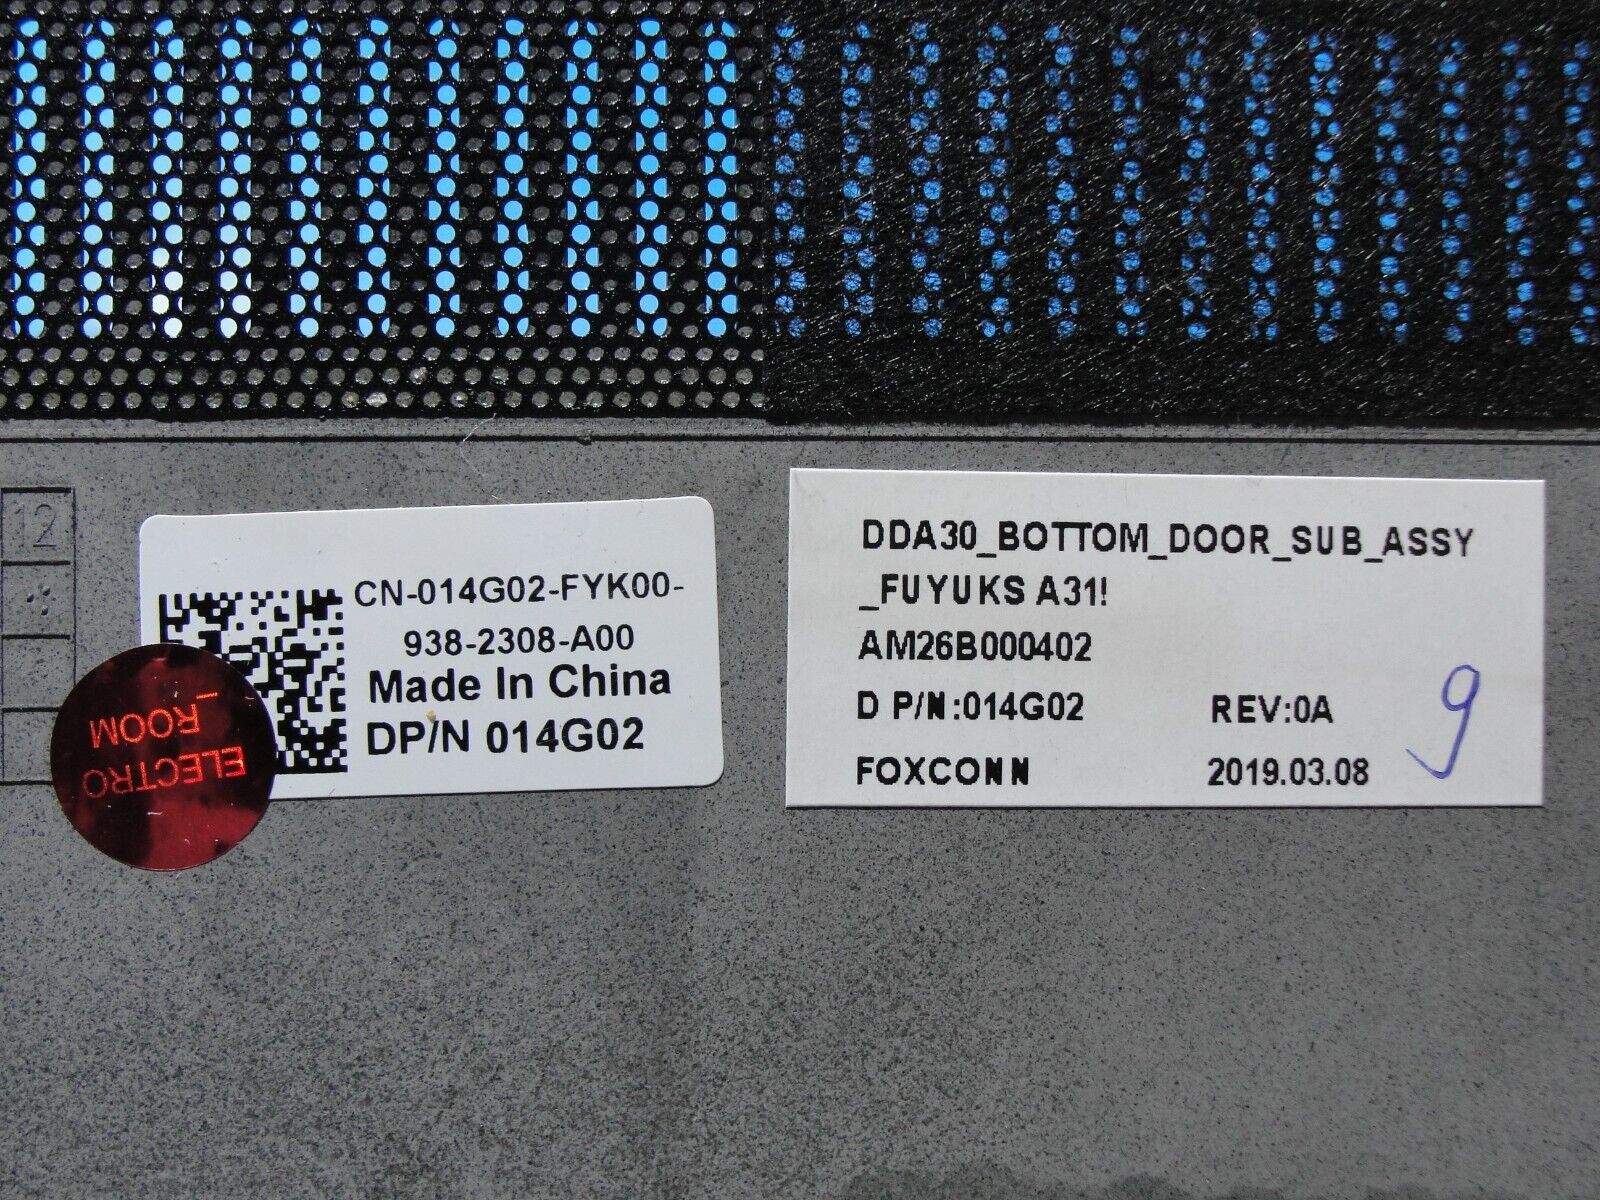 12
CN-014G02-FYK00-
938-2308-A00
Made In China
DP/N 014G02
ELECTRO
_ROOM
DDA30_BOTTOM_DOOR_SUB_ASSY
_FUYUKS A31!
AM26B000402
D P/N:014G02 REV:0A
FOXCONN 2019.03.08
9